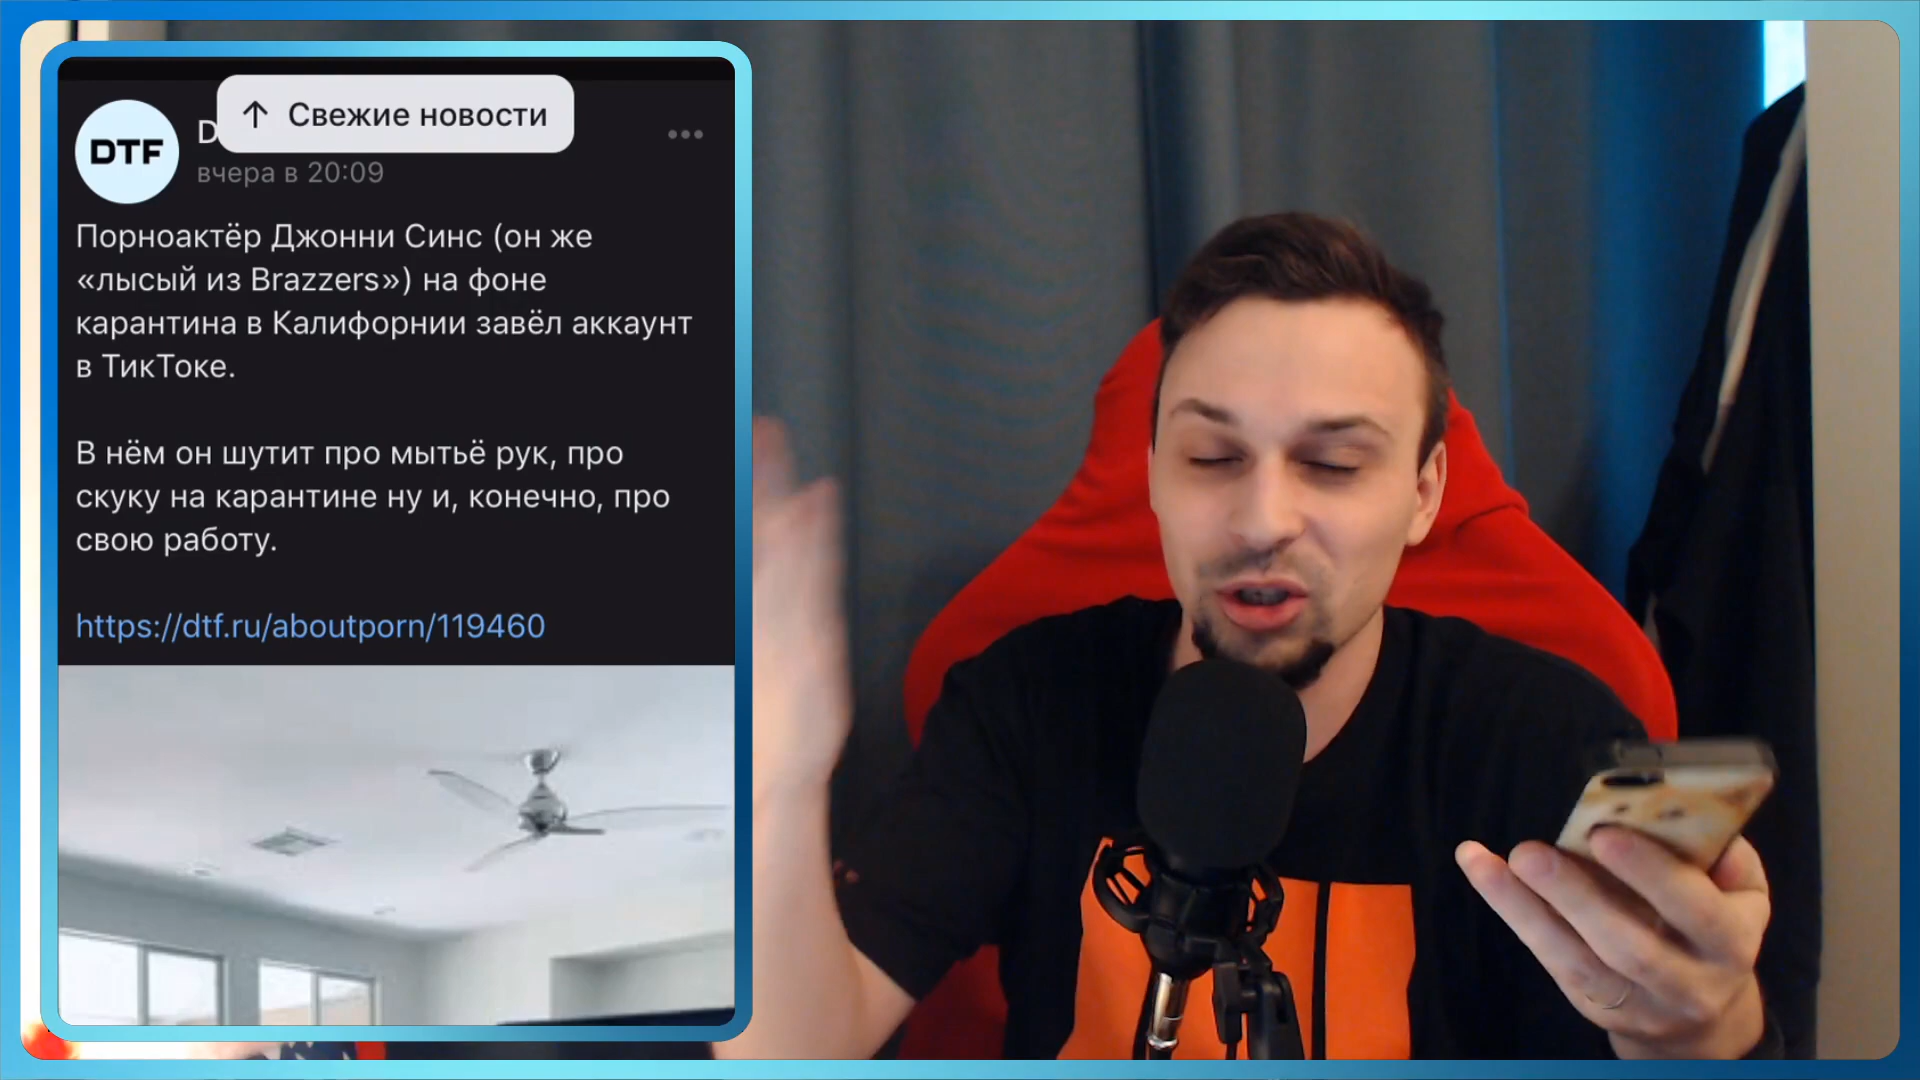 Свежие новости
DTF
D
вчера в 20:09
Порноактёр Джонни Синс (он же
«лысый из Brazzers») на фоне
карантина в Калифорнии завёл аккаунт
в ТикТоке.
В нём он шутит про мытьё рук, про
скуку на карантине ну и, конечно, про
свою работу.
https://dtf.ru/aboutporn/119460